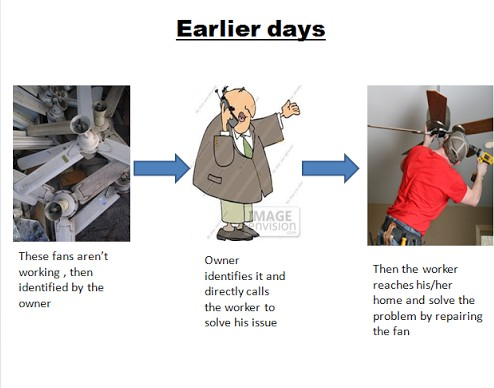 Earlier days
These fans aren't
working , then
identified by the
owner
IMAGE
envision
.com
Owner
identifies it and
directly calls
the worker to
solve his issue
Then the worker
reaches his/her
home and solve the
problem by repairing
the fan